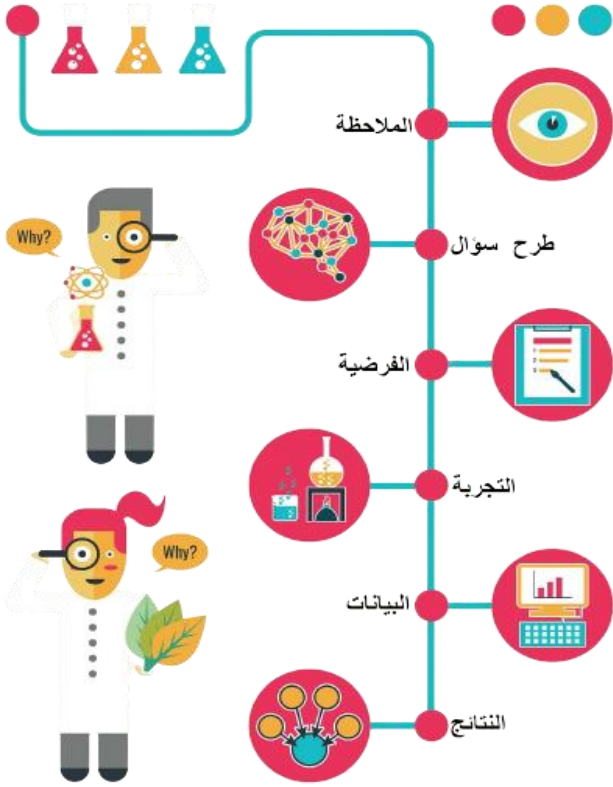 الملاحظة
طرح سؤال
Why?
الفرضية
التجربة
Why?
البيانات
النتائج